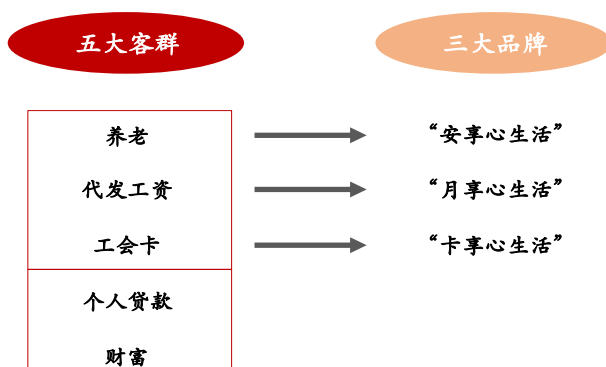 五大客群 三大品牌
养老 “安享心生活”
代发工资 “月享心生活”
工会卡 “卡享心生活”
个人贷款
财富